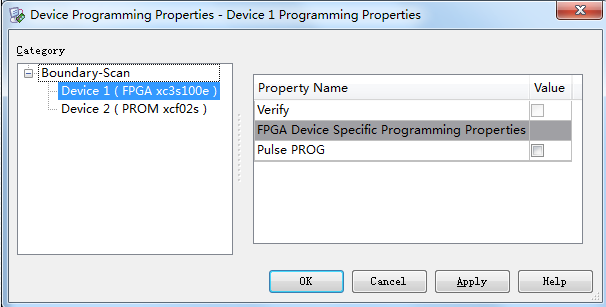 Device Programming Properties - Device 1 Programming Properties
Category
Boundary-Scan
Device 1 ( FPGA xc3s100e )
Device 2 ( PROM xcf02s )
Property Name Value
Verify
FPGA Device Specific Programming Properties
Pulse PROG
OK Cancel Apply Help